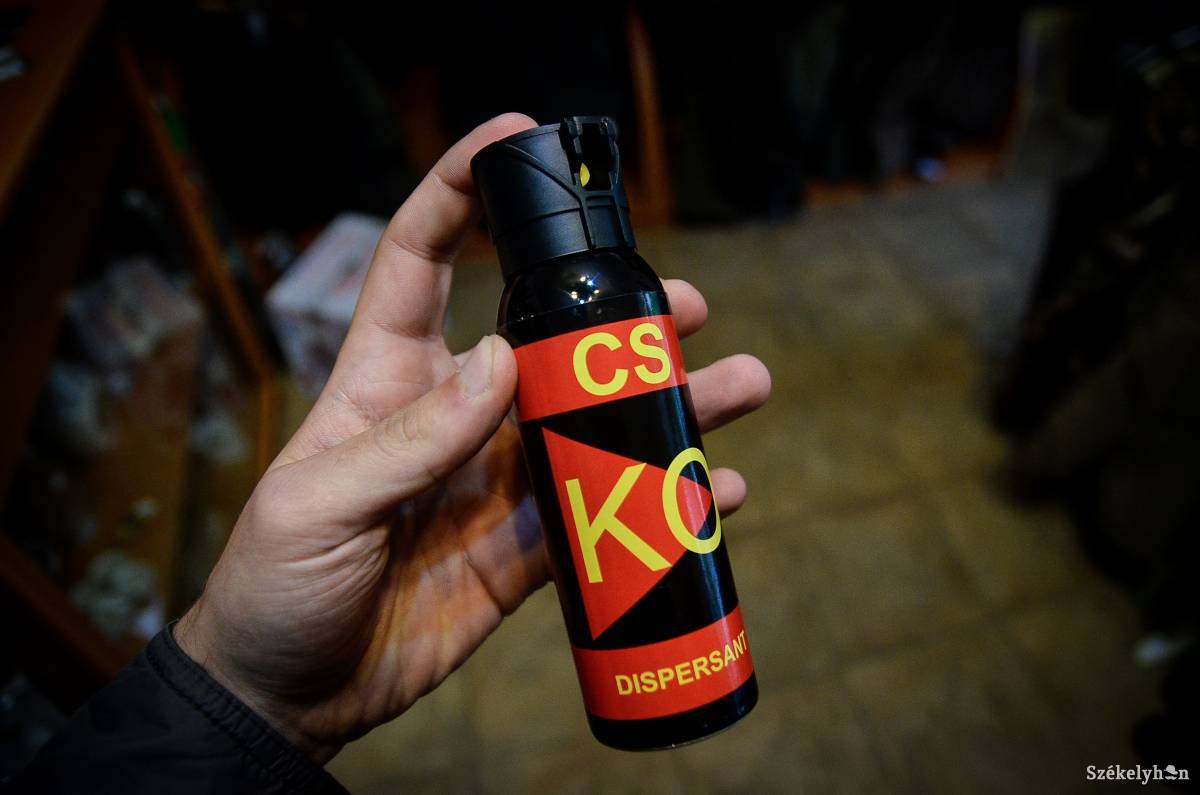 CS
KO
DISPERSANT
Székelyhon